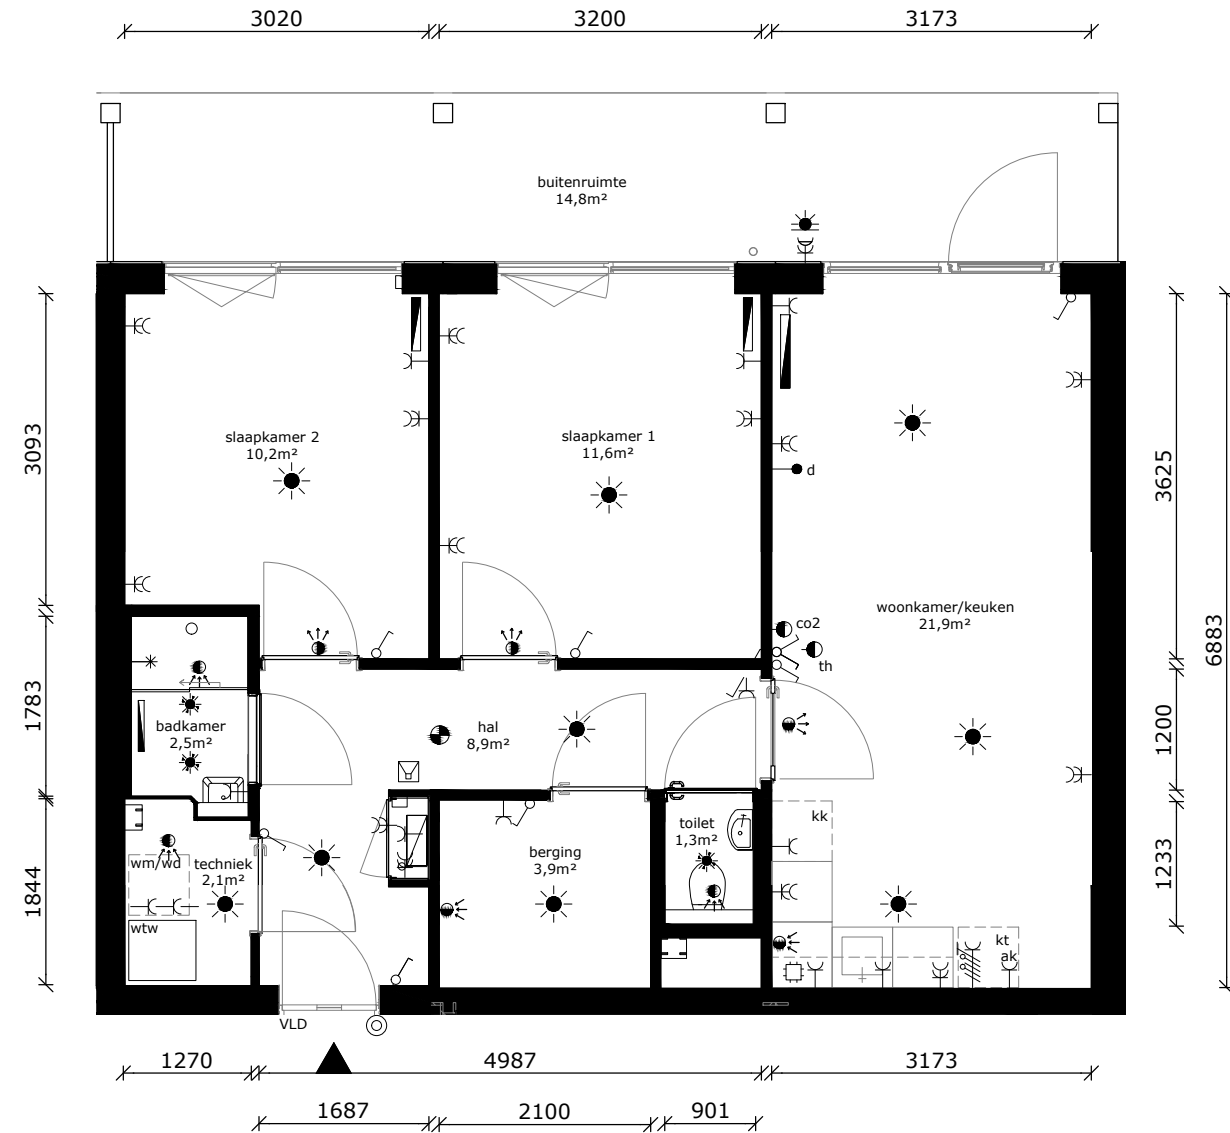 3020
3200
3173
buitenruimte
14,8m²
3093
slaapkamer 2
10,2m²
slaapkamer 1
11,6m²
d
3625
6883
woonkamer/keuken
21,9m²
co2
th
1783
badkamer
2,5m²
hal
8,9m²
1200
kk
toilet
1,3m²
berging
3,9m²
wm/wd
techniek
2,1m²
1844
1233
wtw
kt
ak
VLD
1270
4987
3173
1687
2100
901